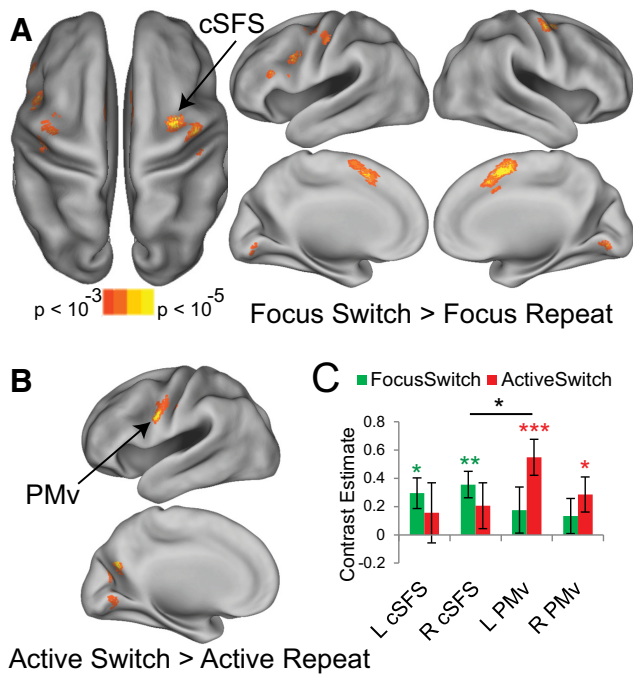 A
cSFS
p < 10-3
p < 10-5
Focus Switch > Focus Repeat
B
PMv
Active Switch > Active Repeat
C
FocusSwitch ActiveSwitch
*
***
**
*
*
Contrast Estimate
0.8
0.6
0.4
0.2
0
-0.2
L cSFS
R cSFS
L PMv
R PMv